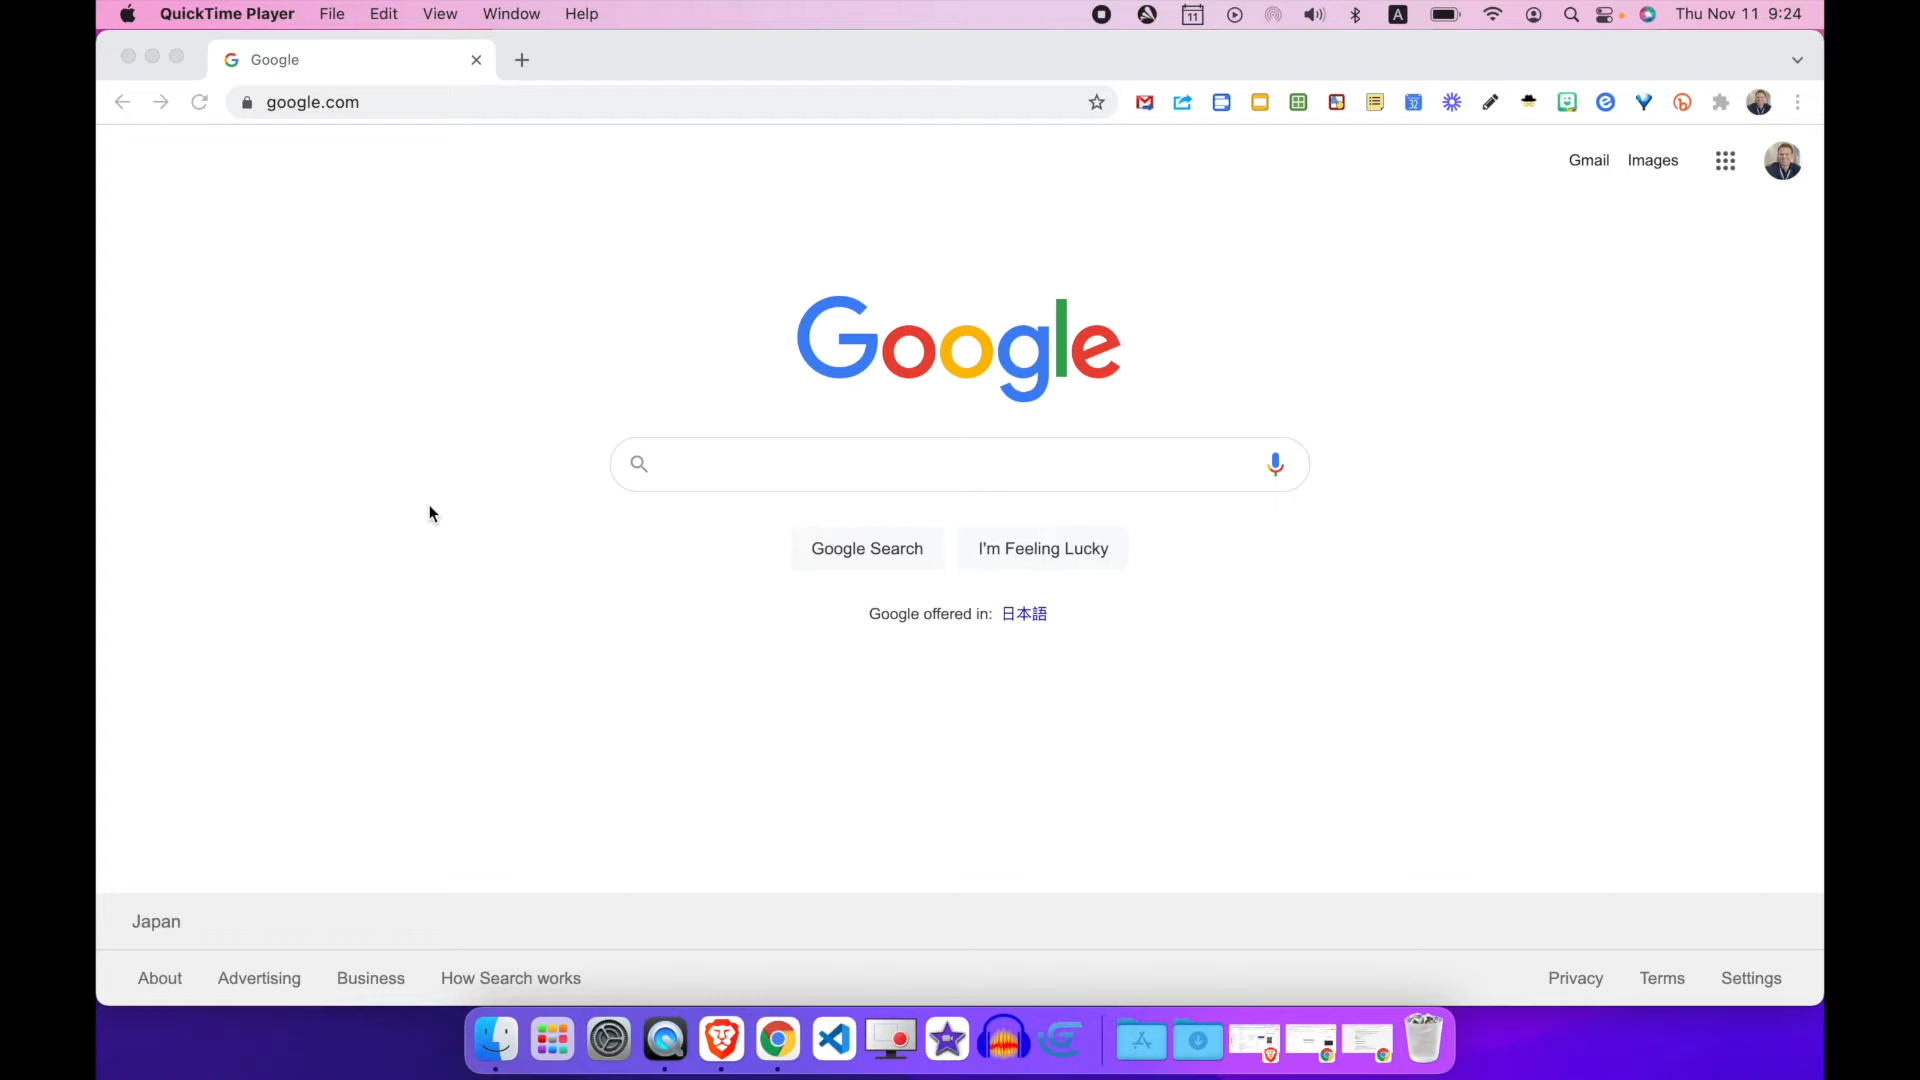 QuickTime Player File Edit View Window Help 11 A Thu Nov 11 9:24
Google
google.com
32
Gmail Images
Google
Google Search I'm Feeling Lucky
Google offered in: 日本語
Japan
About Advertising Business How Search works Privacy Terms Settings